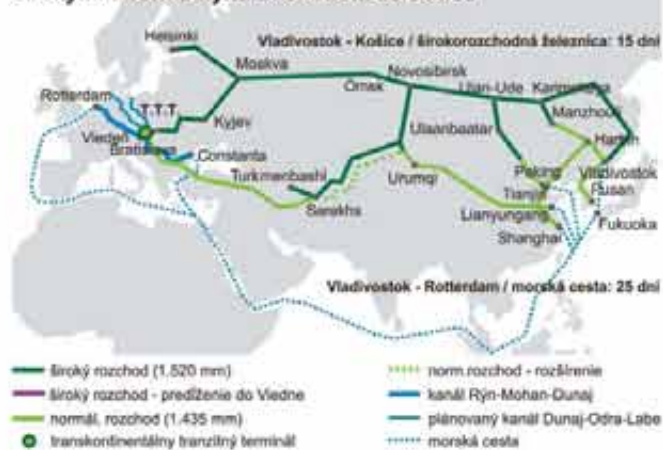 Helsinki
Vladivostok - Košice / širokorozchodná železnica: 15 dní
Moskva
Novosibirsk
Omsk
Ulan-Ude
Rotterdam
T.T.T
Manzhouli
Kyjev
Ulaanbaatar
Harbin
Viedeň
Bratislava
Constanta
Turkmenbashi
Urumqi
Peking
Vladivostok
Tianjin
Pusan
Sarakhs
Lianyungang
Fukuoka
Shanghai
Vladivostok - Rotterdam / morská cesta: 25 dní
široký rozchod (1.520 mm)
norm.rozchod - rozšírenie
široký rozchod - predĺženie do Viedne
kanál Rýn-Mohan-Dunaj
normál. rozchod (1.435 mm)
plánovaný kanál Dunaj-Odra-Labe
transkontinentálny tranzitný terminál
morská cesta